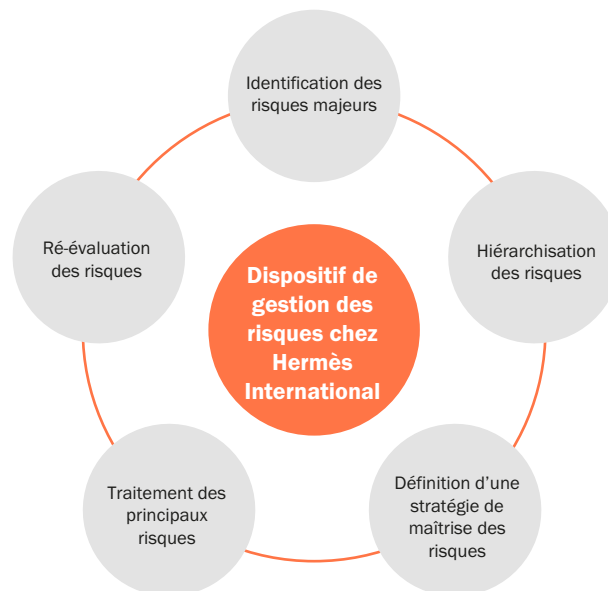 Identification des
risques majeurs
Hiérarchisation
des risques
Définition d’une
stratégie de
maîtrise des
risques
Traitement des
principaux
risques
Ré-évaluation
des risques
Dispositif de
gestion des
risques chez
Hermès
International